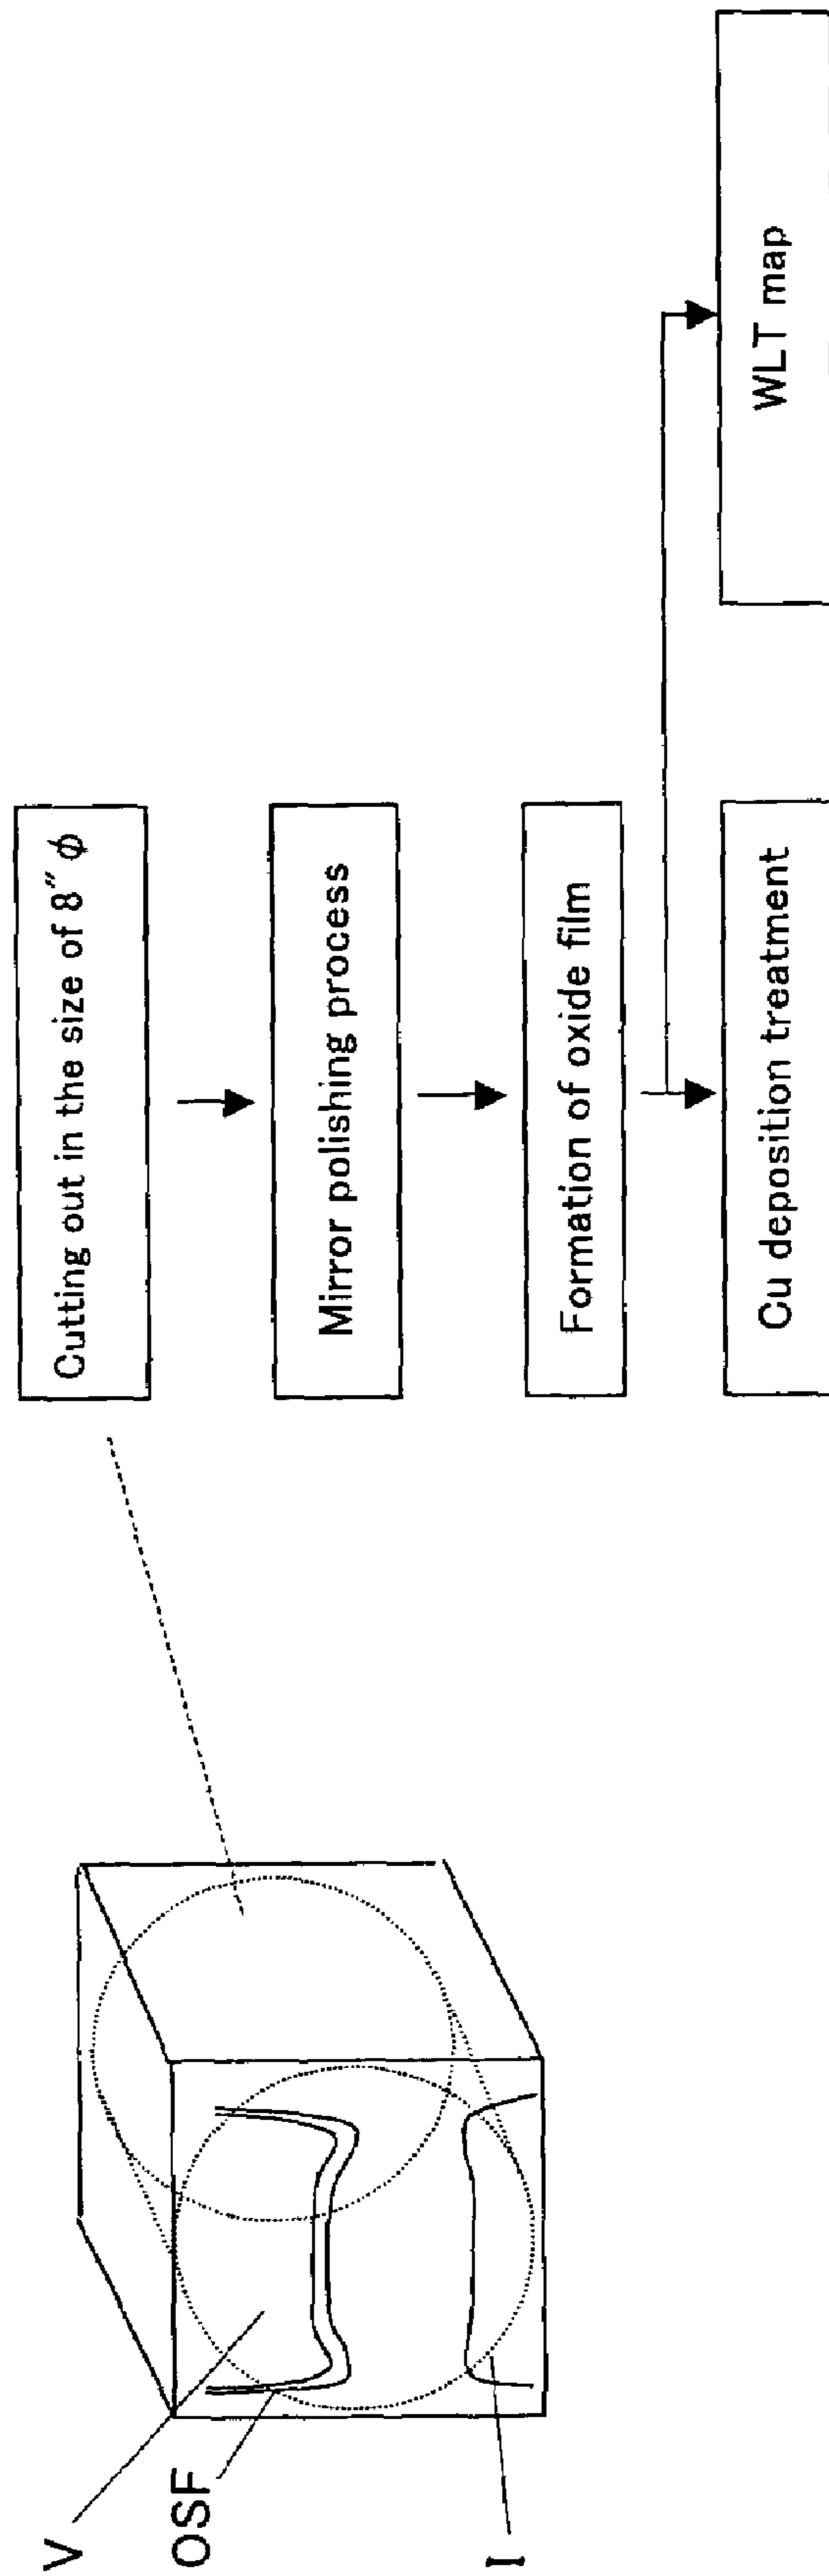 V
OSF
I
Cutting out in the size of 8″ φ
Mirror polishing process
Formation of oxide film
Cu deposition treatment
WLT map